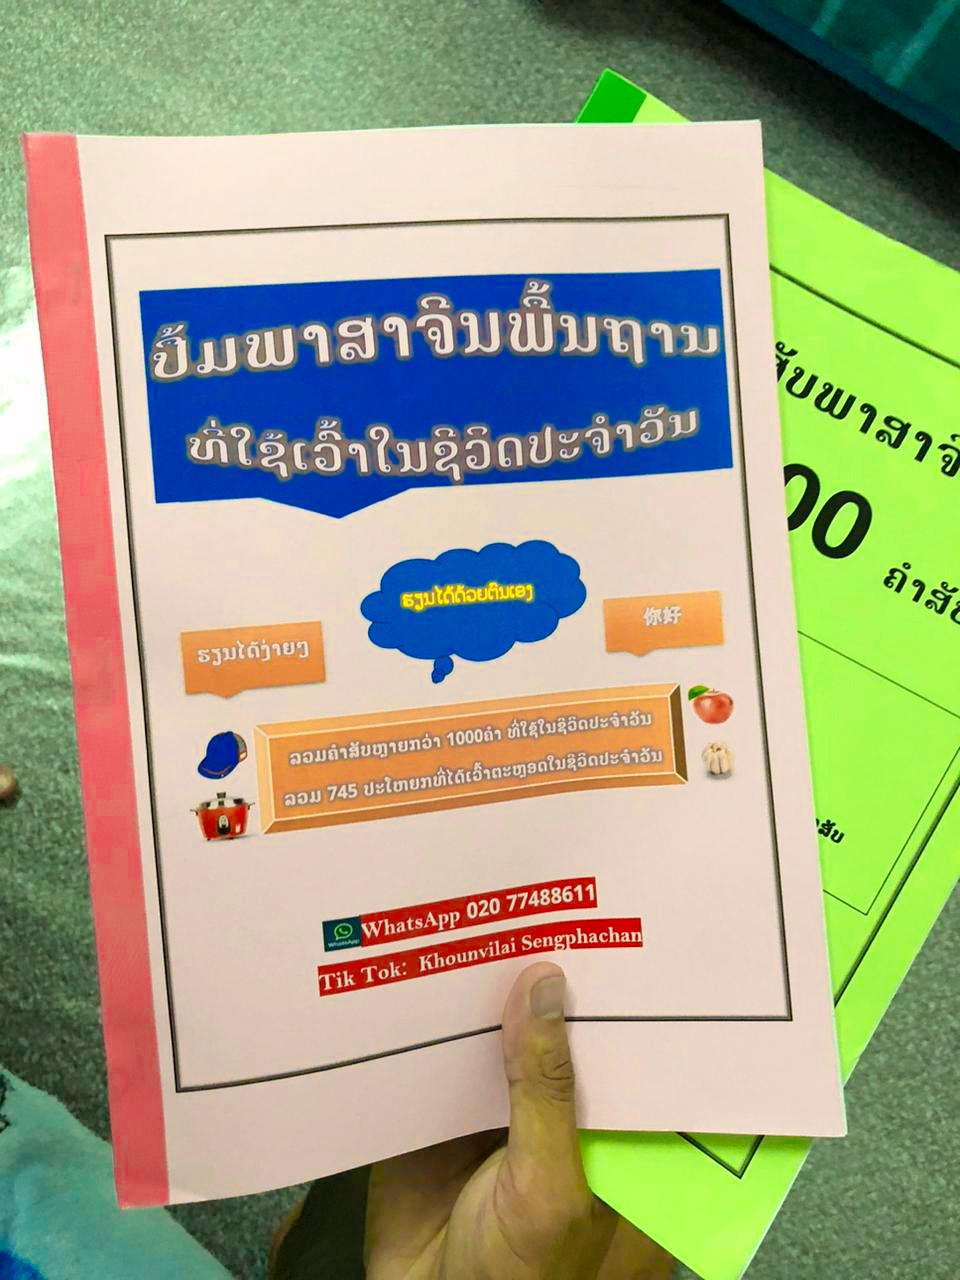 ປຶ້ມພາສາຈີນພື້ນຖານ
ທີ່ໃຊ້ເວົ້າໃນຊີວິດປະຈຳວັນ
ຮຽນໄດ້ດ້ວຍຕົນເອງ
ຮຽນໄດ້ງ່າຍໆ
你好
ລວມຄຳສັບຫຼາຍກວ່າ 1000ຄຳ ທີ່ໃຊ້ໃນຊີວິດປະຈຳວັນ
ລວມ 745 ປະໂຫຍກທີ່ໄດ້ເວົ້າຕະຫຼອດໃນຊີວິດປະຈຳວັນ
WhatsApp
WhatsApp 020 77488611
Tik Tok: Khounvilai Sengphachan
ສັບພາສາຈີ
00
ຄຳສັບ